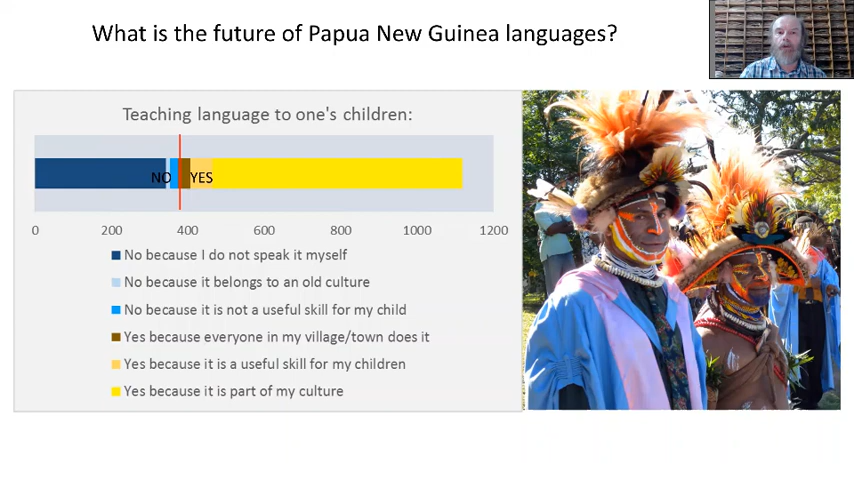 What is the future of Papua New Guinea languages?
Teaching language to one's children:
NO YES
0 200 400 600 800 1000 1200
No because I do not speak it myself
No because it belongs to an old culture
No because it is not a useful skill for my child
Yes because everyone in my village/town does it
Yes because it is a useful skill for my children
Yes because it is part of my culture